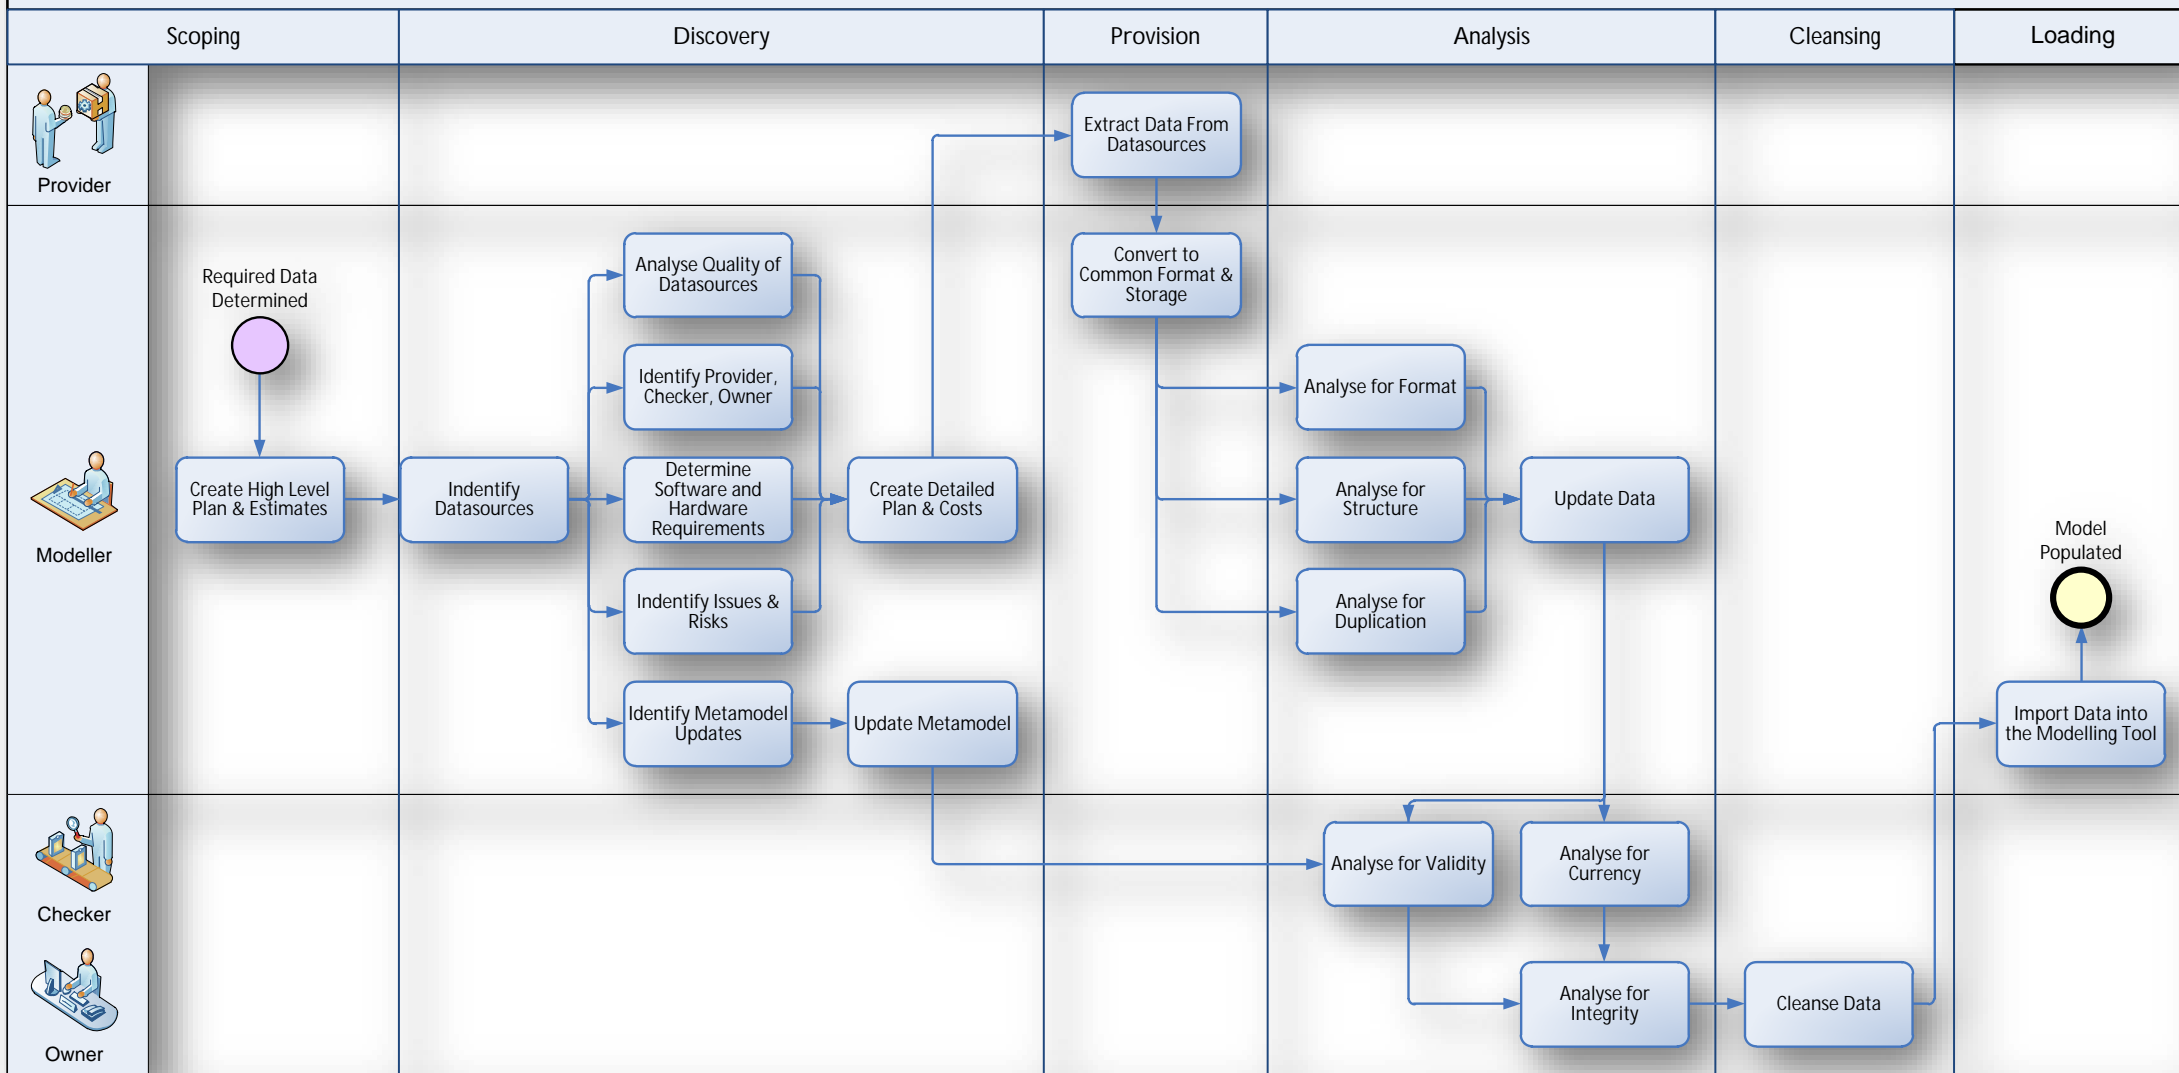 Scoping
Discovery
Provision
Analysis
Cleansing
Loading
Provider
Extract Data From
Datasources
Modeller
Required Data
Determined
Create High Level
Plan & Estimates
Indentify
Datasources
Analyse Quality of
Datasources
Identify Provider,
Checker, Owner
Determine
Software and
Hardware
Requirements
Indentify Issues &
Risks
Identify Metamodel
Updates
Create Detailed
Plan & Costs
Update Metamodel
Convert to
Common Format &
Storage
Analyse for Format
Analyse for
Structure
Analyse for
Duplication
Update Data
Model
Populated
Import Data into
the Modelling Tool
Checker
Analyse for Validity
Analyse for
Currency
Owner
Analyse for
Integrity
Cleanse Data